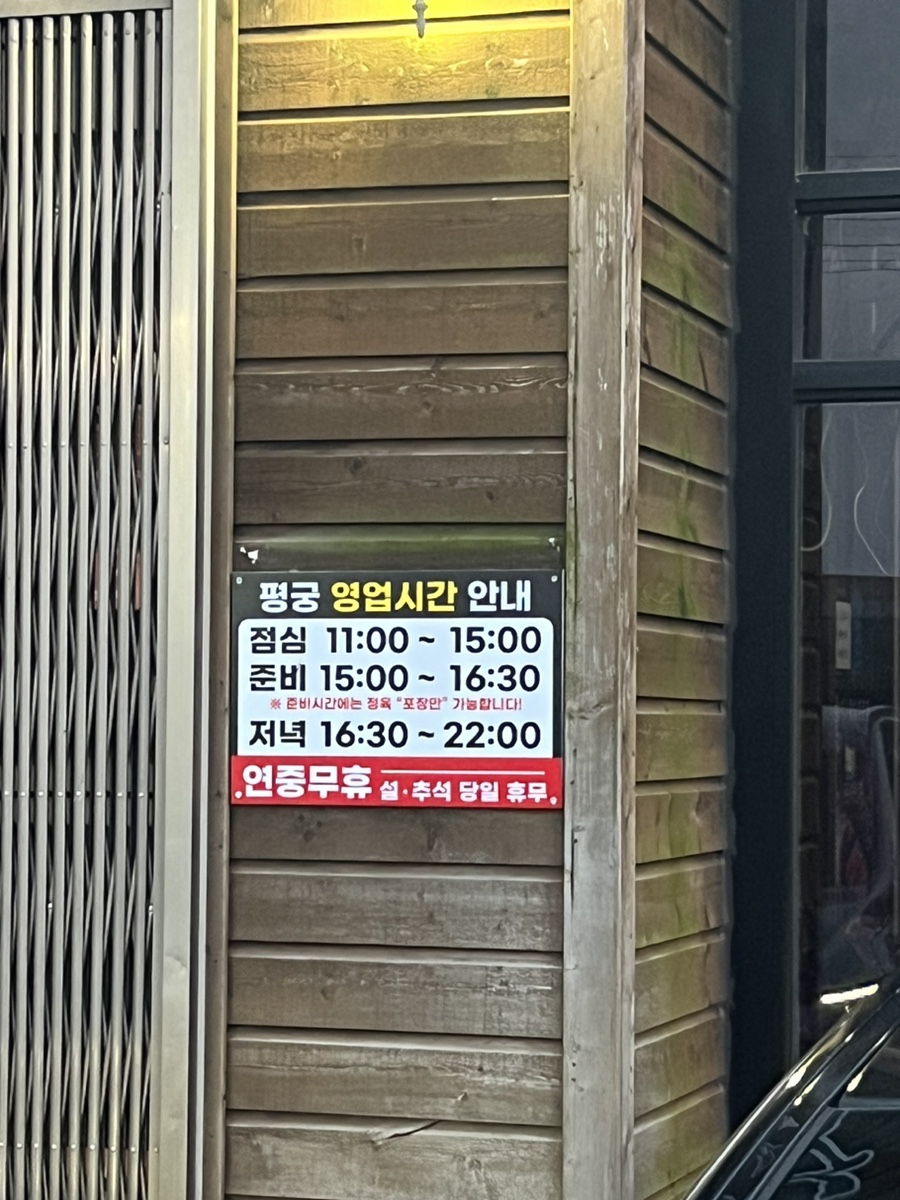 평궁 영업시간 안내
점심 11:00 ~ 15:00
준비 15:00 ~ 16:30
※ 준비시간에는 정육 "포장만" 가능합니다!
저녁 16:30 ~ 22:00
연중무휴 설·추석 당일 휴무